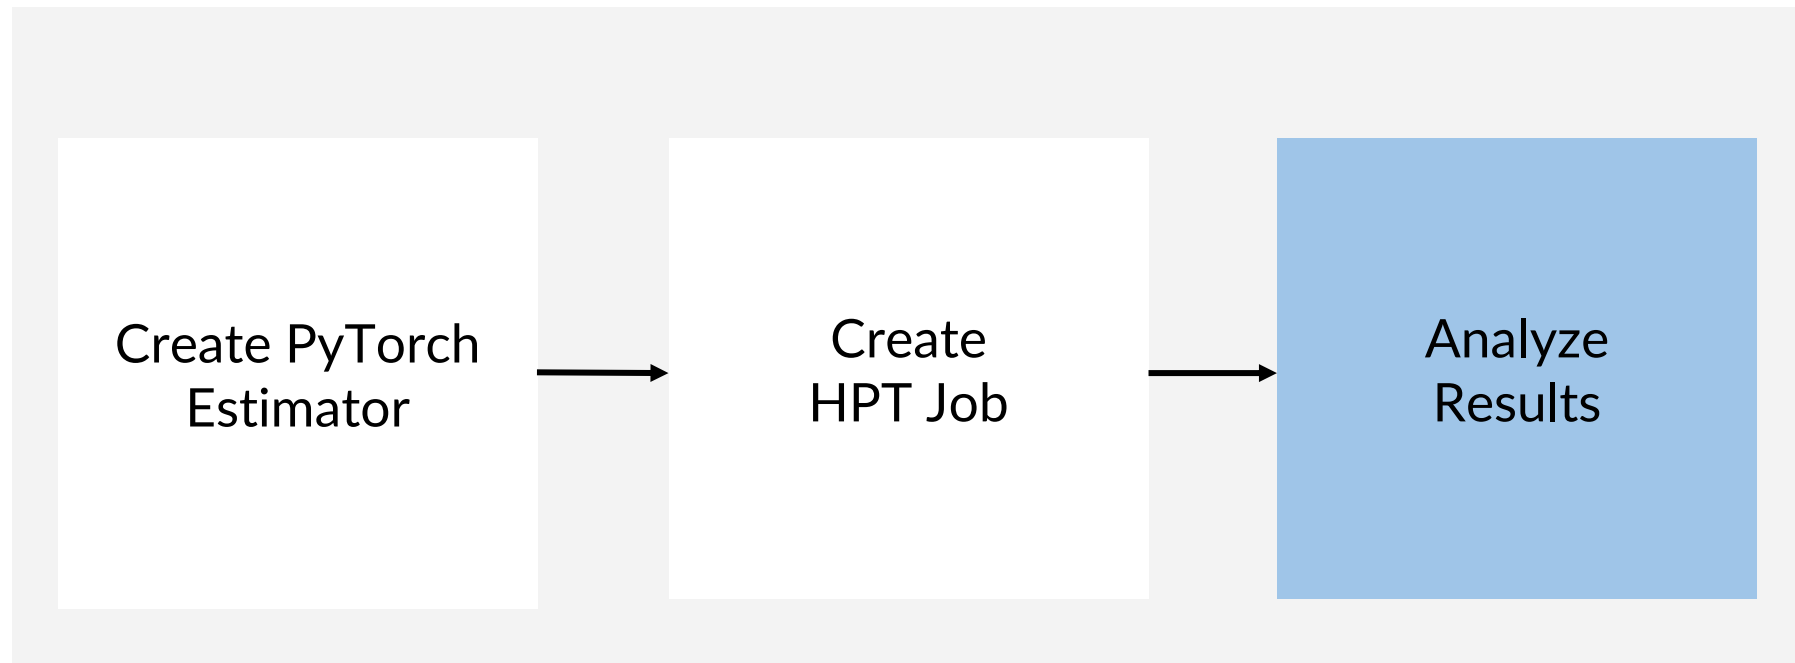 Create PyTorch
Estimator
Create
HPT Job
Analyze
Results